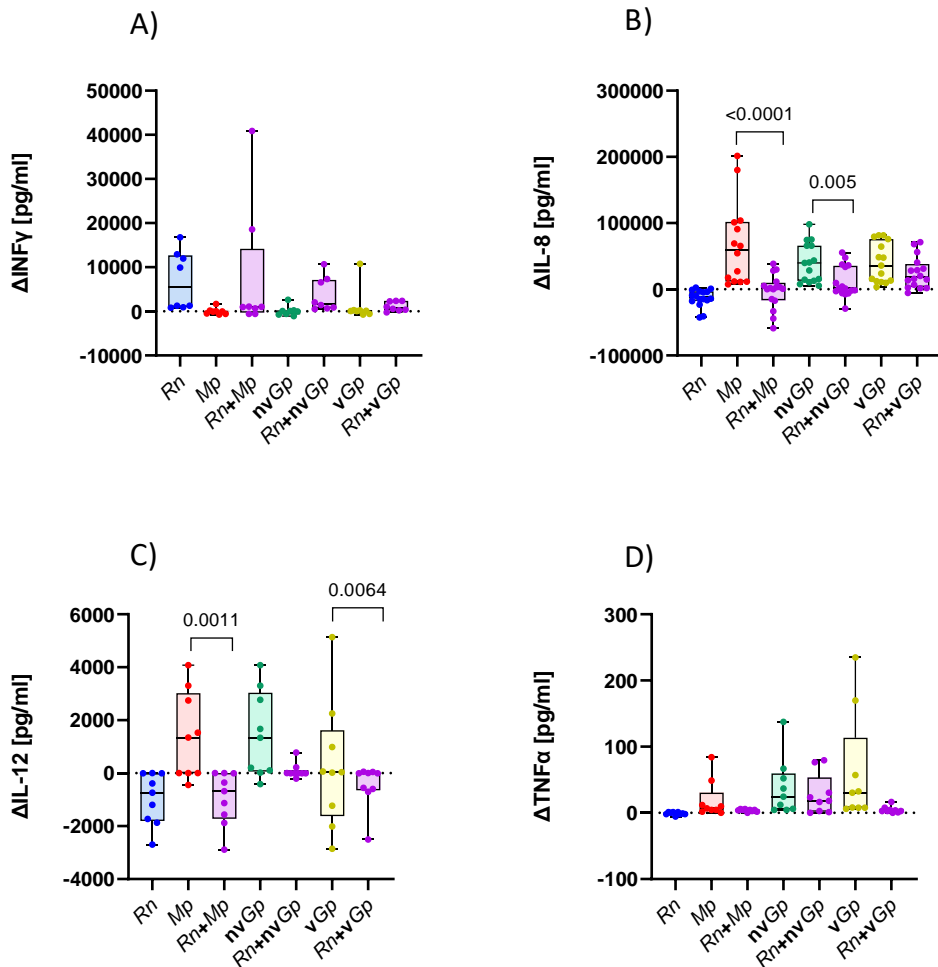 A)
ΔINFγ [pg/ml]
50000
40000
30000
20000
10000
0
-10000
Rn
Mp
Rn+Mp
nvGp
Rn+nvGp
vGp
Rn+vGp
B)
ΔIL-8 [pg/ml]
300000
200000
100000
0
-100000
<0.0001
0.005
Rn
Mp
Rn+Mp
nvGp
Rn+nvGp
vGp
Rn+vGp
C)
ΔIL-12 [pg/ml]
6000
4000
2000
0
-2000
-4000
0.0011
0.0064
Rn
Mp
Rn+Mp
nvGp
Rn+nvGp
vGp
Rn+vGp
D)
ΔTNFα [pg/ml]
300
200
100
0
-100
Rn
Mp
Rn+Mp
nvGp
Rn+nvGp
vGp
Rn+vGp